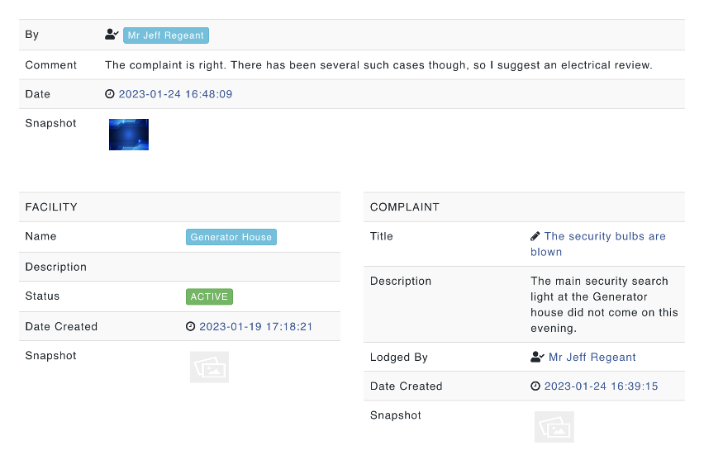 By Mr Jeff Regeant
Comment The complaint is right. There has been several such cases though, so I suggest an electrical review.
Date 2023-01-24 16:48:09
Snapshot
FACILITY
Name Generator House
Description
Status ACTIVE
Date Created 2023-01-19 17:18:21
Snapshot
COMPLAINT
Title The security bulbs are
blown
Description The main security search
light at the Generator
house did not come on this
evening.
Lodged By Mr Jeff Regeant
Date Created 2023-01-24 16:39:15
Snapshot